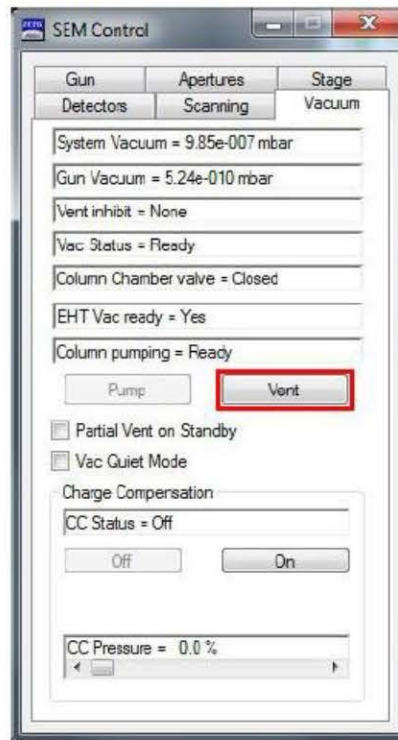 SEM Control
Gun Apertures Stage
Detectors Scanning Vacuum
System Vacuum = 9.85e-007 mbar
Gun Vacuum = 5.24e-010 mbar
Vent inhibit = None
Vac Status = Ready
Column Chamber valve = Closed
EHT Vac ready = Yes
Column pumping = Ready
Pump Vent
Partial Vent on Standby
Vac Quiet Mode
Charge Compensation
CC Status = Off
Off On
CC Pressure = 0.0 %